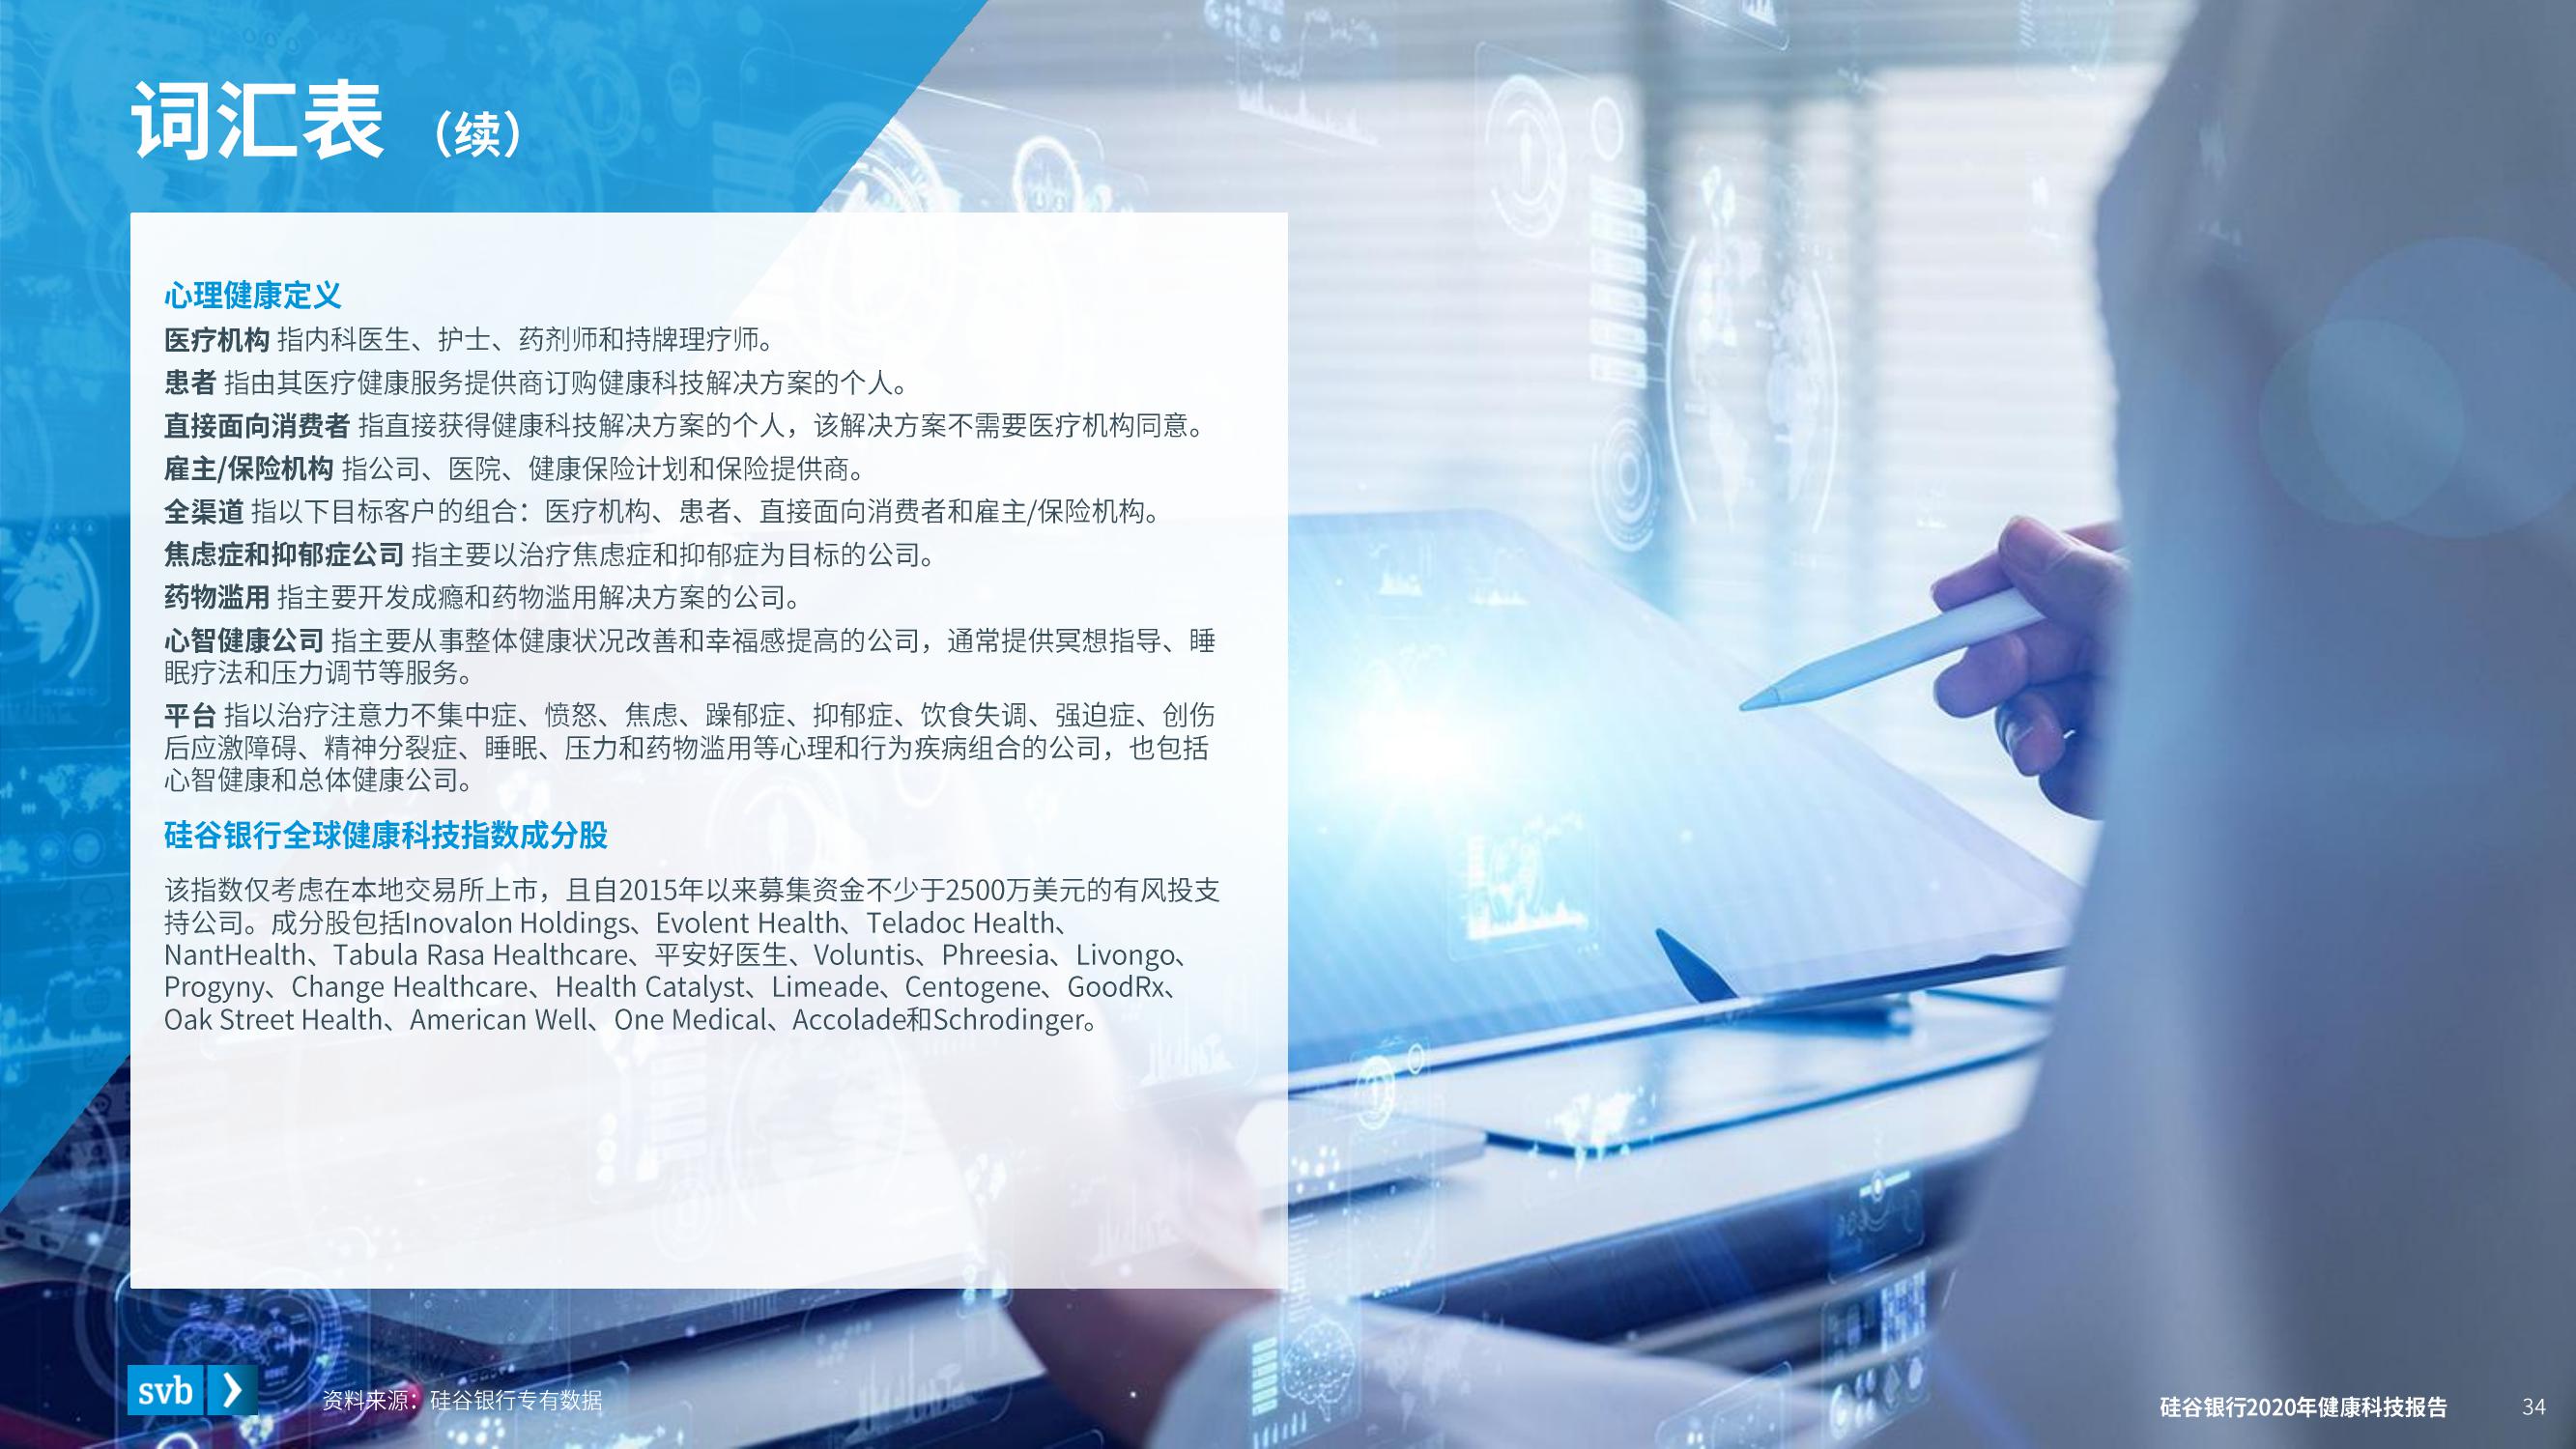 词汇表 （续）
心理健康定义
医疗机构 指内科医生、护士、药剂师和持牌理疗师。
患者 指由其医疗健康服务提供商订购健康科技解决方案的个人。
直接面向消费者 指直接获得健康科技解决方案的个人，该解决方案不需要医疗机构同意。
雇主/保险机构 指公司、医院、健康保险计划和保险提供商。
全渠道 指以下目标客户的组合：医疗机构、患者、直接面向消费者和雇主/保险机构。
焦虑症和抑郁症公司 指主要以治疗焦虑症和抑郁症为目标的公司。
药物滥用 指主要开发成瘾和药物滥用解决方案的公司。
心智健康公司 指主要从事整体健康状况改善和幸福感提高的公司，通常提供冥想指导、睡
眠疗法和压力调节等服务。
平台 指以治疗注意力不集中症、愤怒、焦虑、躁郁症、抑郁症、饮食失调、强迫症、创伤
后应激障碍、精神分裂症、睡眠、压力和药物滥用等心理和行为疾病组合的公司，也包括
心智健康和总体健康公司。
硅谷银行全球健康科技指数成分股
该指数仅考虑在本地交易所上市，且自2015年以来募集资金不少于2500万美元的有风投支
持公司。成分股包括Inovalon Holdings、Evolent Health、Teladoc Health、
NantHealth、Tabula Rasa Healthcare、平安好医生、Voluntis、Phreesia、Livongo、
Progyny、Change Healthcare、Health Catalyst、Limeade、Centogene、GoodRx、
Oak Street Health、American Well、One Medical、Accolade和Schrodinger。
svb
资料来源：硅谷银行专有数据
硅谷银行2020年健康科技报告 34